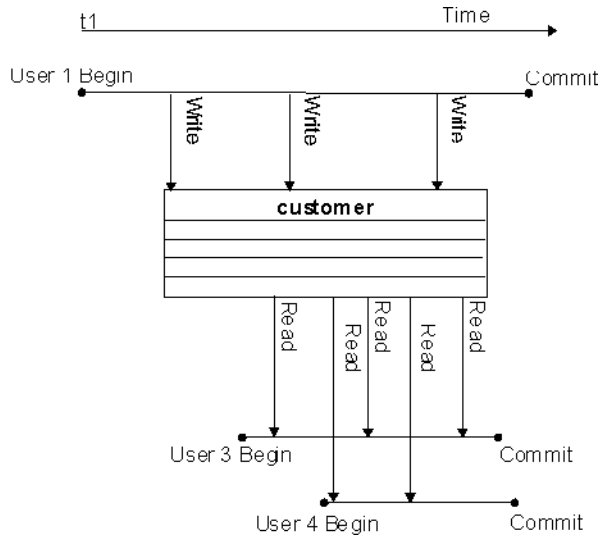 t1 Time
User 1 Begin Commit
Write Write Write
customer
Read Read Read Read Read
User 3 Begin Commit
User 4 Begin Commit